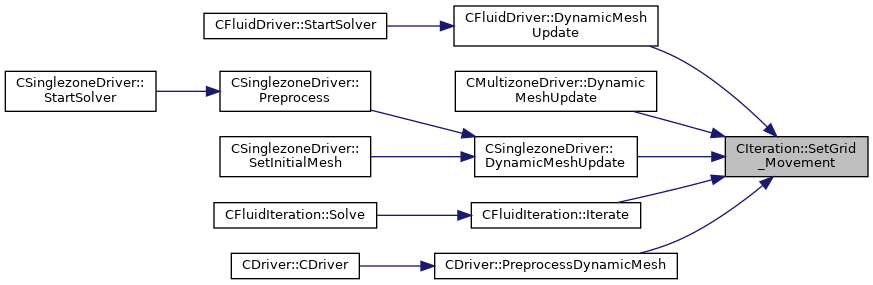 CFluidDriver::StartSolver
CFluidDriver::DynamicMesh
Update
CSinglezoneDriver::
StartSolver
CSinglezoneDriver::
Preprocess
CMultizoneDriver::Dynamic
MeshUpdate
CSinglezoneDriver::
SetInitialMesh
CSinglezoneDriver::
DynamicMeshUpdate
CIteration::SetGrid
_Movement
CFluidIteration::Solve
CFluidIteration::Iterate
CDriver::CDriver
CDriver::PreprocessDynamicMesh